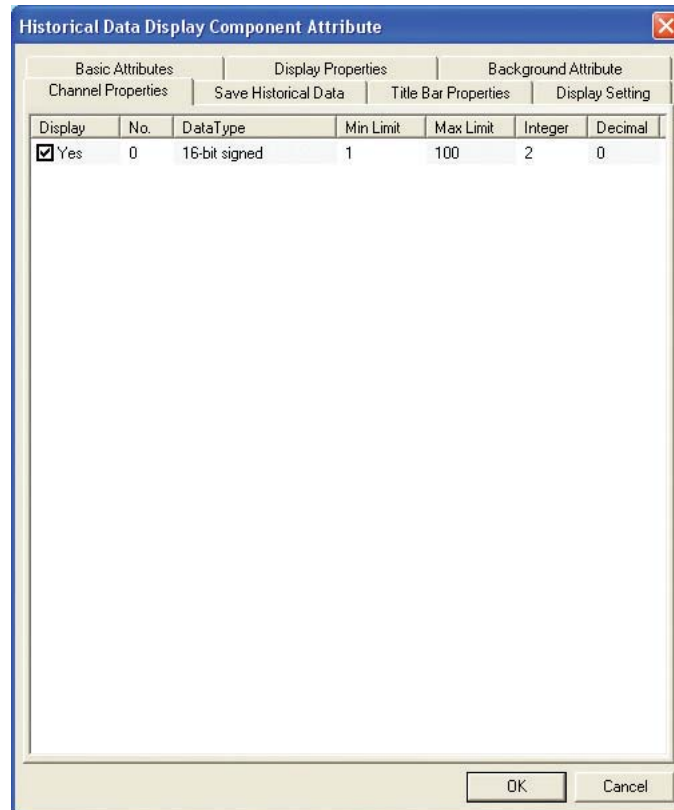 Historical Data Display Component Attribute
Basic Attributes Display Properties Background Attribute
Channel Properties Save Historical Data Title Bar Properties Display Setting
Display No. DataType Min Limit Max Limit Integer Decimal
Yes 0 16-bit signed 1 100 2 0
OK Cancel